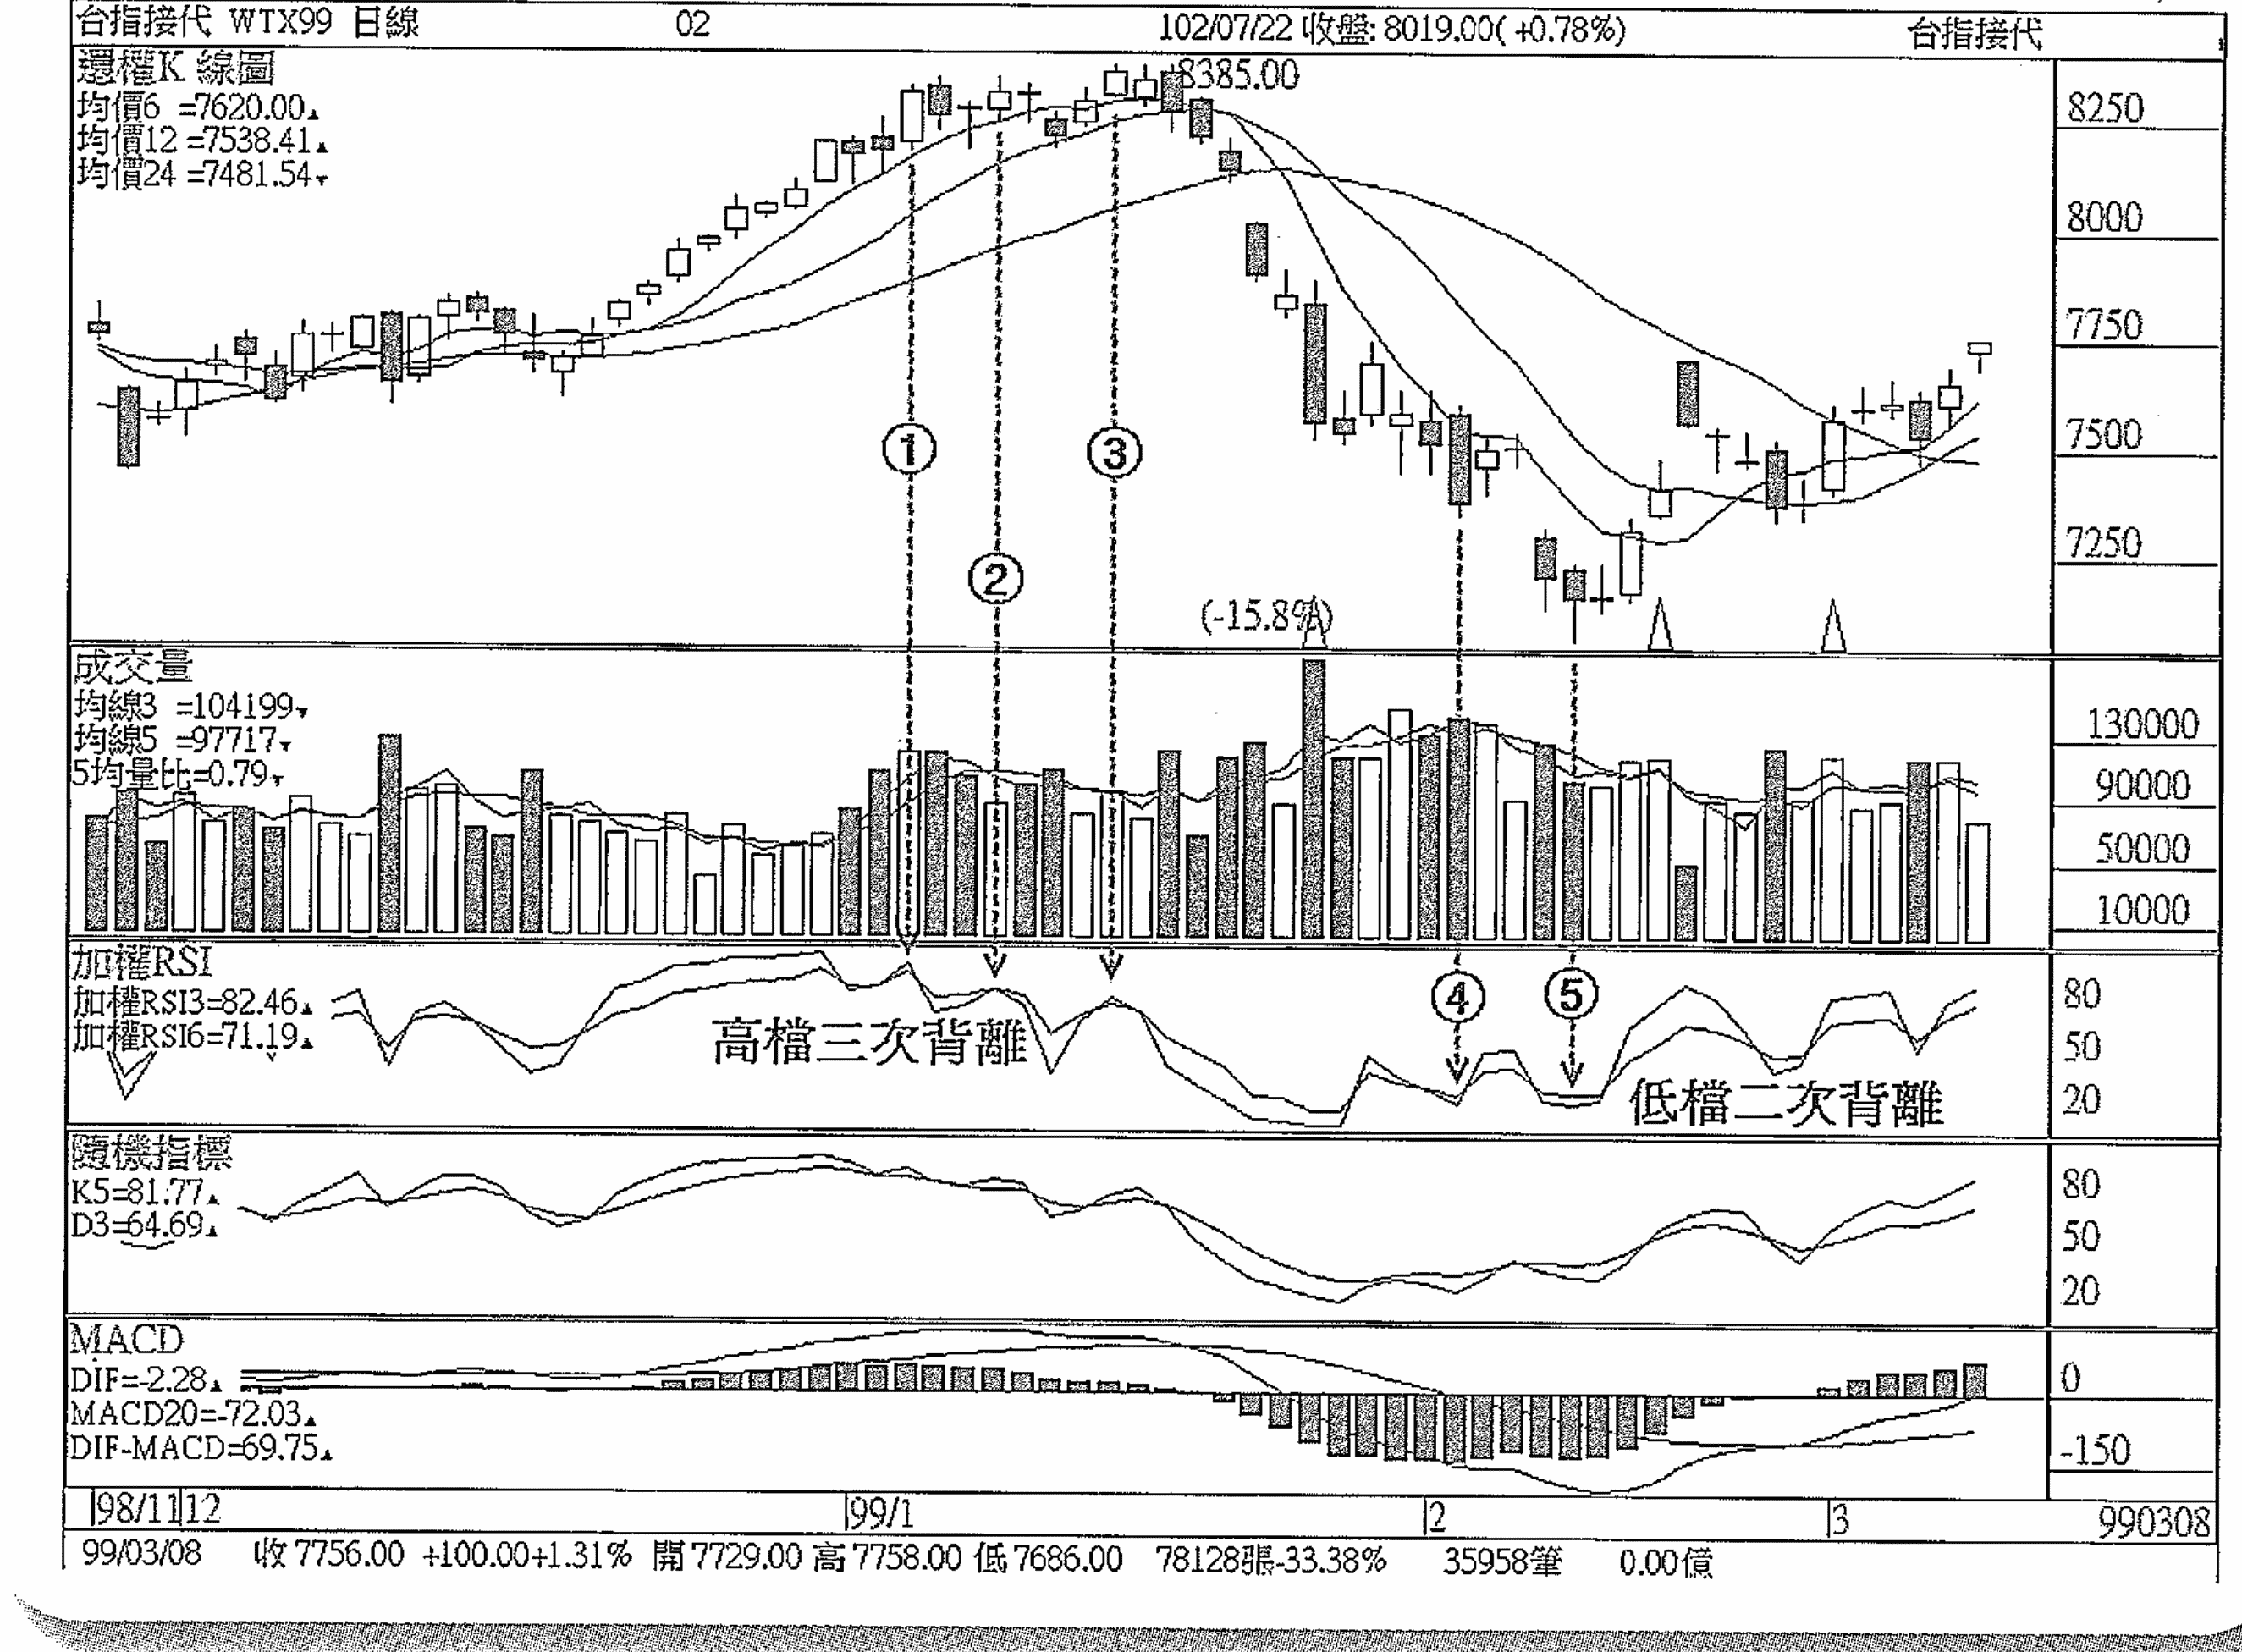 台指接代 WTX99 日線 02 102/07/22 收盤: 8019.00( +0.78%) 台指接代
還權K 線圖
均價6 =7620.00▲
均價12 =7538.41▲
均價24 =7481.54▼
8385.00
8250
8000
7750
7500
7250
①
②
③
(-15.8%)
成交量
均線3 =104199▼
均線5 =97717▼
5均量比=0.79▼
130000
90000
50000
10000
加權RSI
加權RSI3=82.46▲
加權RSI6=71.19▲
高檔三次背離
④
⑤
低檔二次背離
80
50
20
隨機指標
K5=81.77▲
D3=64.69▲
80
50
20
MACD
DIF=-2.28▲
MACD20=-72.03▲
DIF-MACD=69.75▲
0
-150
98/11 12 99/1 2 3 990308
99/03/08 收 7756.00 +100.00+1.31% 開 7729.00 高 7758.00 低 7686.00 78128張-33.38% 35958筆 0.00億